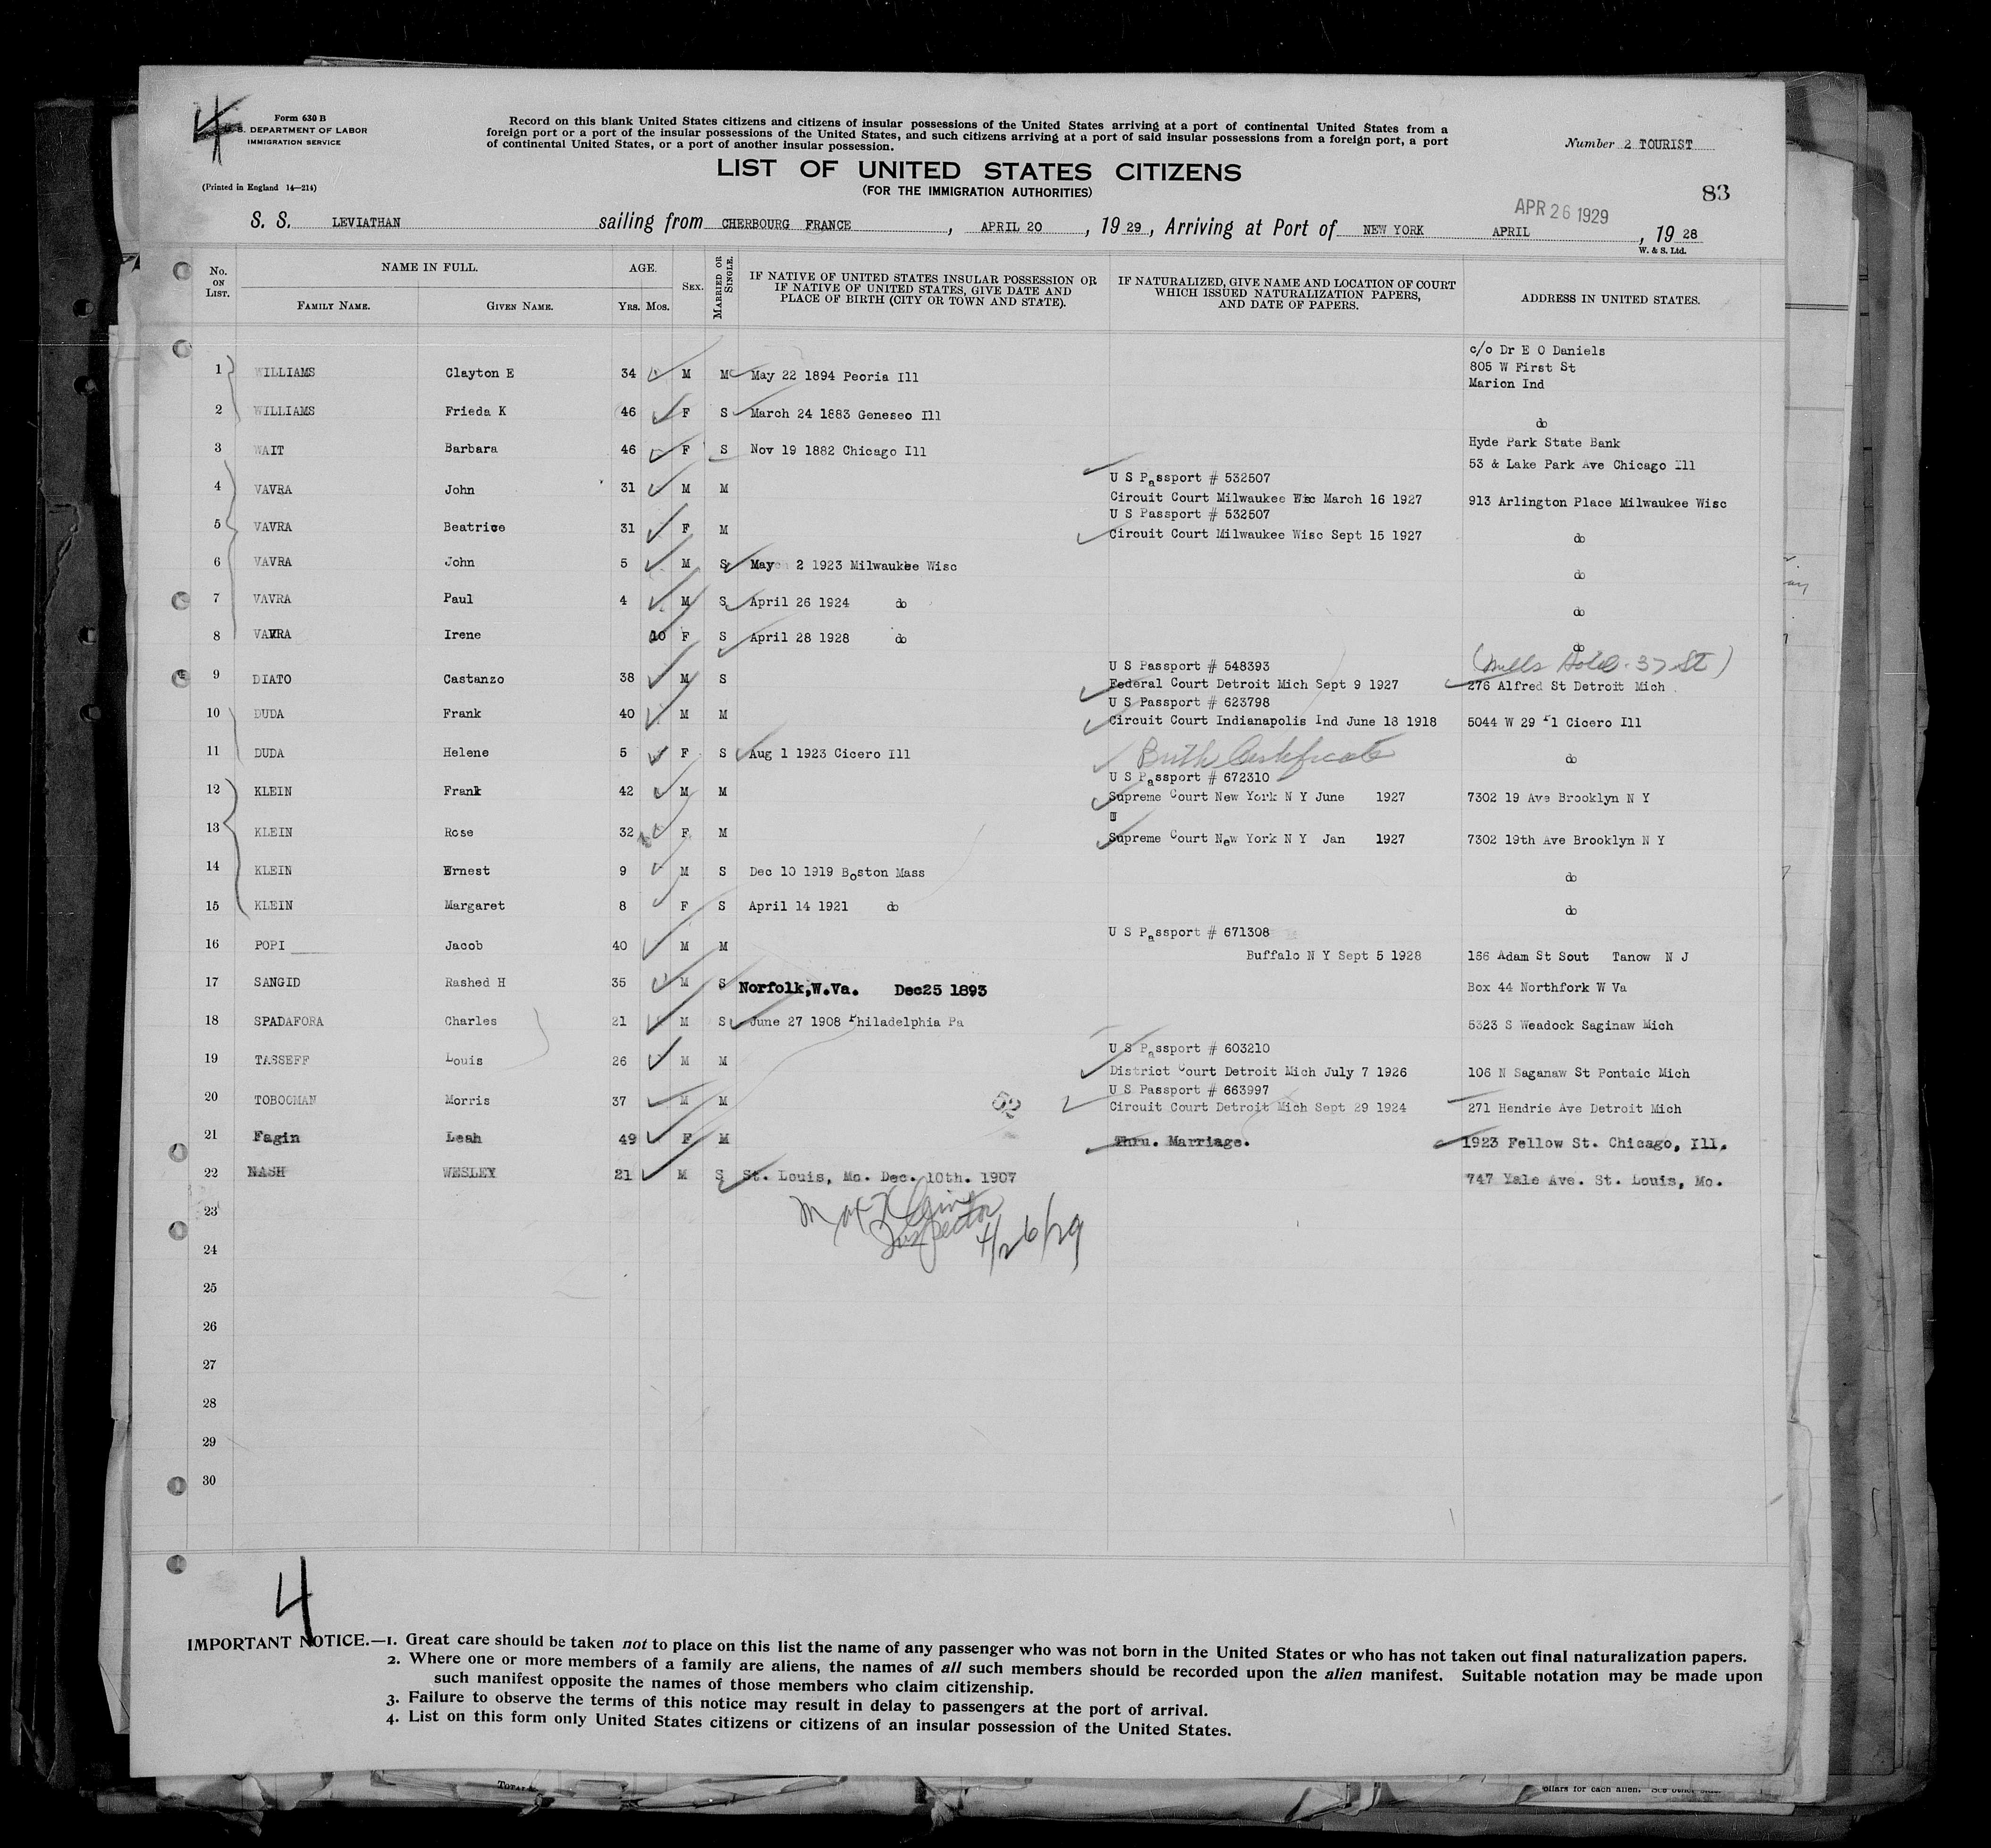 4
Form 630 B
U. S. DEPARTMENT OF LABOR
IMMIGRATION SERVICE
(Printed in England 14—214)
Record on this blank United States citizens and citizens of insular possessions of the United States arriving at a port of continental United States from a
foreign port or a port of the insular possessions of the United States, and such citizens arriving at a port of said insular possessions from a foreign port, a port
of continental United States, or a port of another insular possession.
Number 2 TOURIST
LIST OF UNITED STATES CITIZENS
(FOR THE IMMIGRATION AUTHORITIES)
83
APR 26 1929
S. S. LEVIATHAN sailing from CHERBOURG FRANCE, APRIL 20, 1929, Arriving at Port of NEW YORK APRIL, 1928
W. & S. Ltd.
No. ON LIST. NAME IN FULL. AGE. SEX. MARRIED OR SINGLE. IF NATIVE OF UNITED STATES INSULAR POSSESSION OR IF NATIVE OF UNITED STATES, GIVE DATE AND PLACE OF BIRTH (CITY OR TOWN AND STATE). IF NATURALIZED, GIVE NAME AND LOCATION OF COURT WHICH ISSUED NATURALIZATION PAPERS, AND DATE OF PAPERS. ADDRESS IN UNITED STATES.
FAMILY NAME. GIVEN NAME. YRS. MOS.
c/o Dr E O Daniels
805 W First St
1 WILLIAMS Clayton E 34 M M May 22 1894 Peoria Ill Marion Ind
2 WILLIAMS Frieda K 46 F S March 24 1883 Geneseo Ill do
Hyde Park State Bank
3 WAIT Barbara 46 F S Nov 19 1882 Chicago Ill 53 & Lake Park Ave Chicago Ill
U S Passport # 532507
4 VAVRA John 31 M M Circuit Court Milwaukee Wisc March 16 1927 913 Arlington Place Milwaukee Wisc
U S Passport # 532507
5 VAVRA Beatrice 31 F M Circuit Court Milwaukee Wisc Sept 15 1927 do
6 VAVRA John 5 M S May 2 1923 Milwaukee Wisc do
7 VAVRA Paul 4 M S April 26 1924 do do
8 VAVRA Irene 10 F S April 28 1928 do do
(Mills Hotel 37 St)
U S Passport # 548393
9 DIATO Castanzo 38 M S Federal Court Detroit Mich Sept 9 1927 276 Alfred St Detroit Mich
U S Passport # 623798
10 DUDA Frank 40 M M Circuit Court Indianapolis Ind June 18 1918 5044 W 29 Cicero Ill
11 DUDA Helene 5 F S Aug 1 1923 Cicero Ill Birth Certificate do
U S Passport # 672310
12 KLEIN Frank 42 M M Supreme Court New York N Y June 1927 7302 19 Ave Brooklyn N Y
13 KLEIN Rose 32 F M Supreme Court New York N Y Jan 1927 7302 19th Ave Brooklyn N Y
14 KLEIN Ernest 9 M S Dec 10 1919 Boston Mass do
15 KLEIN Margaret 8 F S April 14 1921 do do
U S Passport # 671308
16 POPI Jacob 40 M M Buffalo N Y Sept 5 1928 166 Adam St Sout Tanow N J
17 SANGID Rashed H 35 M S Norfolk,W.Va. Dec25 1893 Box 44 Northfork W Va
18 SPADAFORA Charles 21 M S June 27 1908 Philadelphia Pa 5323 S Weadock Saginaw Mich
U S Passport # 603210
19 TASSEFF Louis 26 M M District Court Detroit Mich July 7 1926 106 N Saganaw St Pontaic Mich
U S Passport # 663997
20 TOBOCMAN Morris 37 M M 52 Circuit Court Detroit Mich Sept 29 1924 271 Hendrie Ave Detroit Mich
21 Fagin Leah 49 F M Thru. Marriage. 1923 Fellow St. Chicago, Ill.
22 NASH WESLEY 21 M S St. Louis, Mo. Dec. 10th. 1907 747 Yale Ave. St. Louis, Mo.
23
Inspector 4/26/29
24
25
26
27
28
29
30
4
IMPORTANT NOTICE.—1. Great care should be taken not to place on this list the name of any passenger who was not born in the United States or who has not taken out final naturalization papers.
2. Where one or more members of a family are aliens, the names of all such members should be recorded upon the alien manifest. Suitable notation may be made upon
such manifest opposite the names of those members who claim citizenship.
3. Failure to observe the terms of this notice may result in delay to passengers at the port of arrival.
4. List on this form only United States citizens or citizens of an insular possession of the United States.